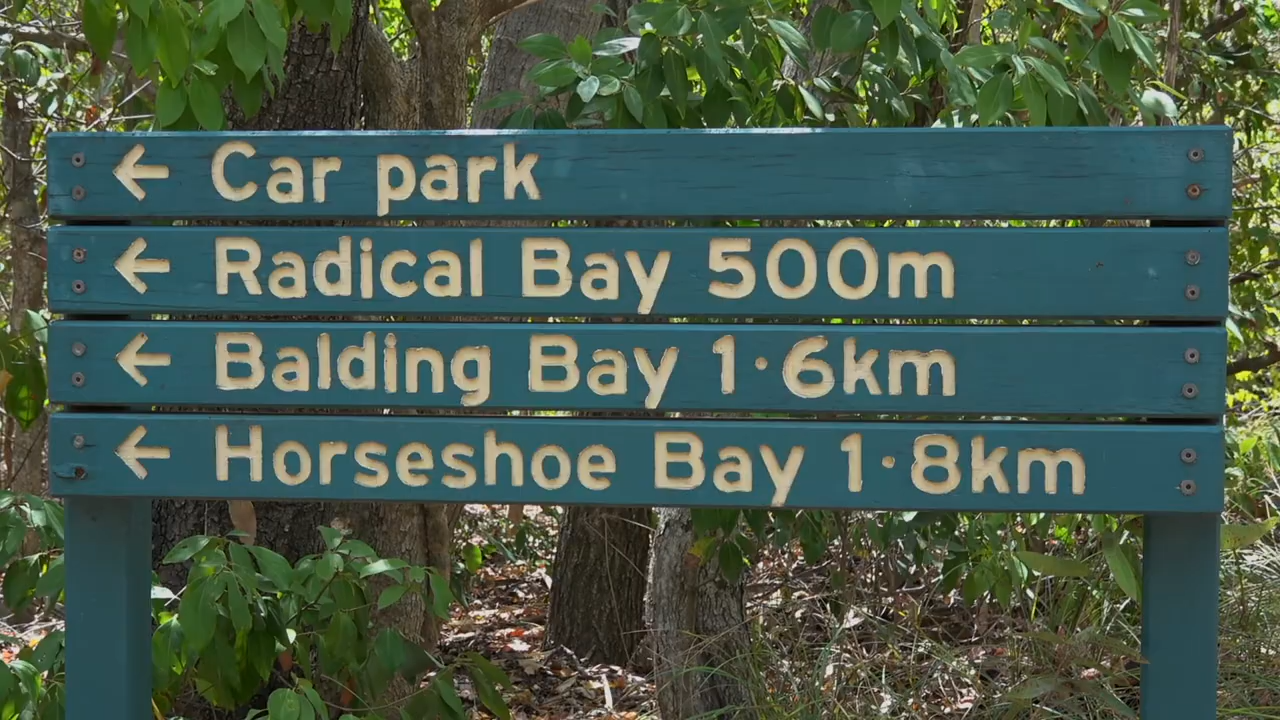 ← Car park
← Radical Bay 500m
← Balding Bay 1·6km
← Horseshoe Bay 1·8km